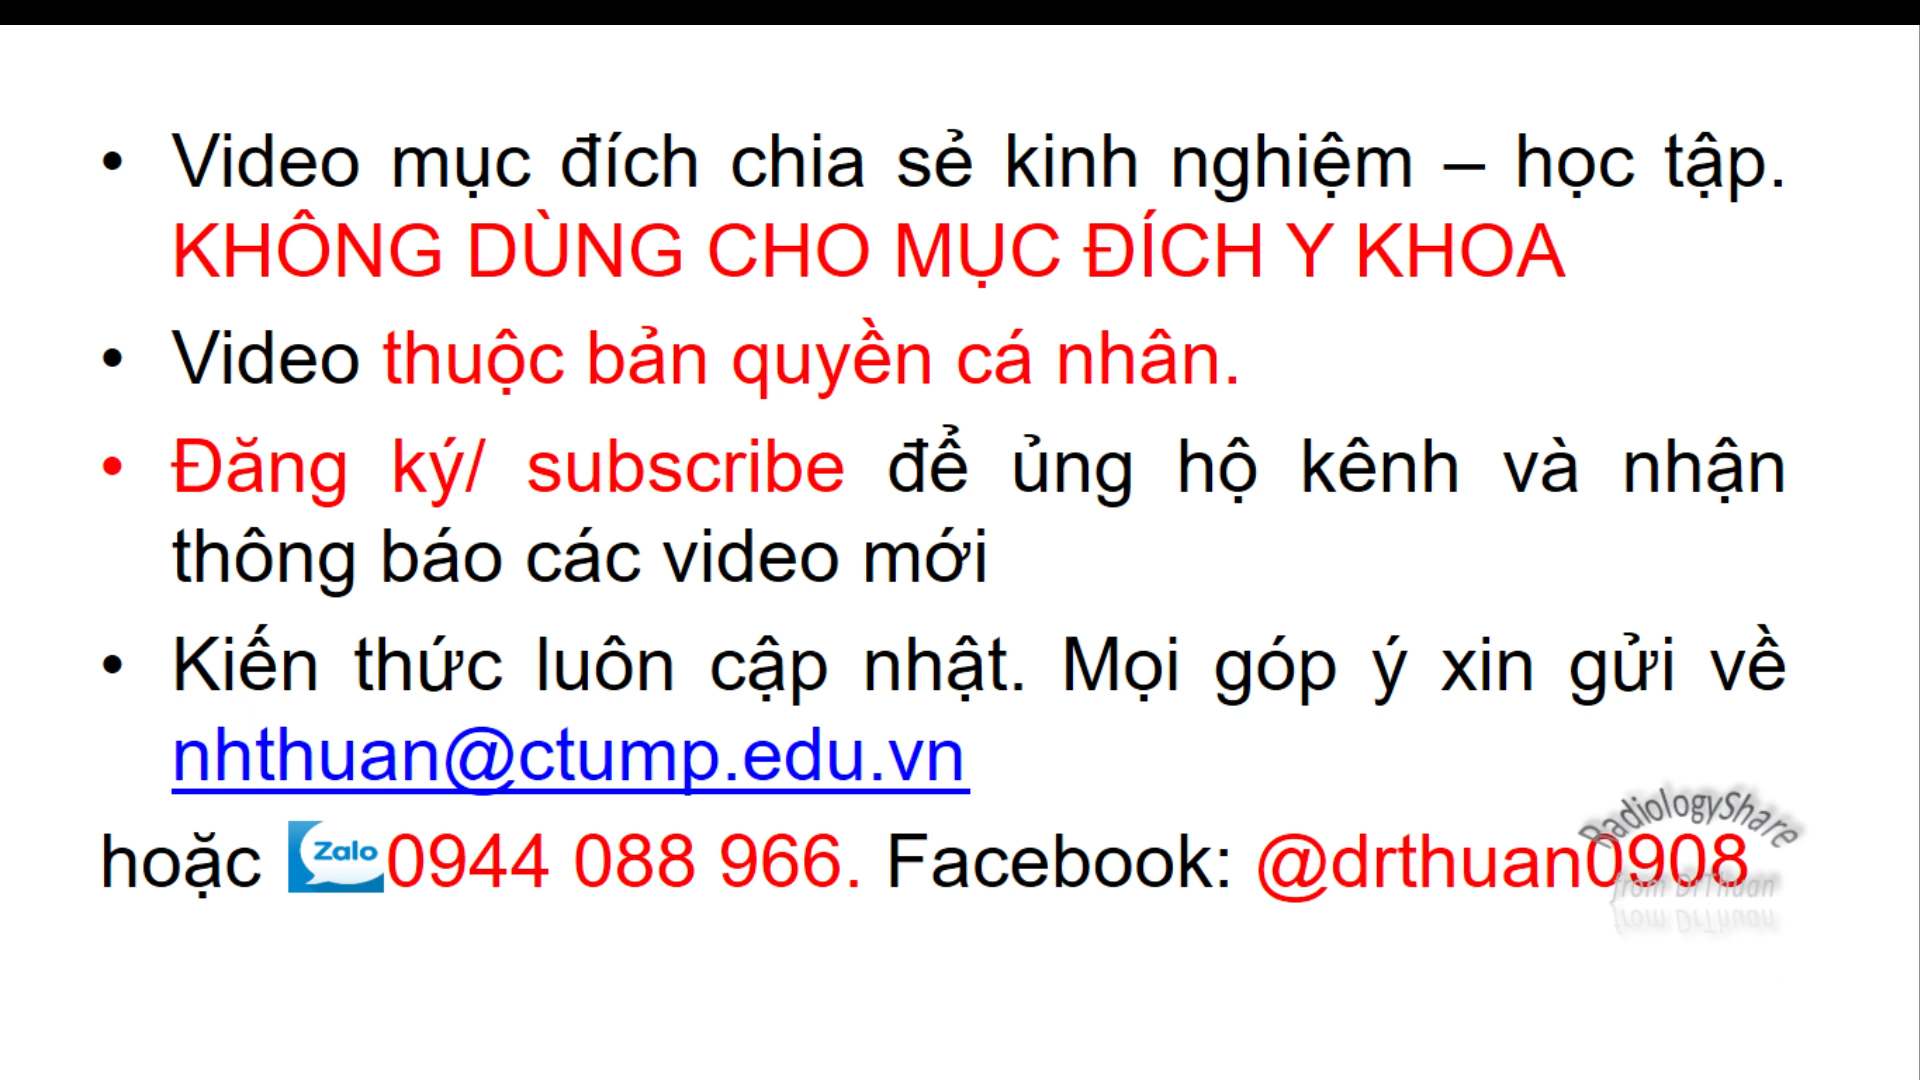 • Video mục đích chia sẻ kinh nghiệm – học tập.
KHÔNG DÙNG CHO MỤC ĐÍCH Y KHOA
• Video thuộc bản quyền cá nhân.
• Đăng ký/ subscribe để ủng hộ kênh và nhận
thông báo các video mới
• Kiến thức luôn cập nhật. Mọi góp ý xin gửi về
nhthuan@ctump.edu.vn
hoặc Zalo 0944 088 966. Facebook: @drthuan0908
RadiologyShare
from DrThuan